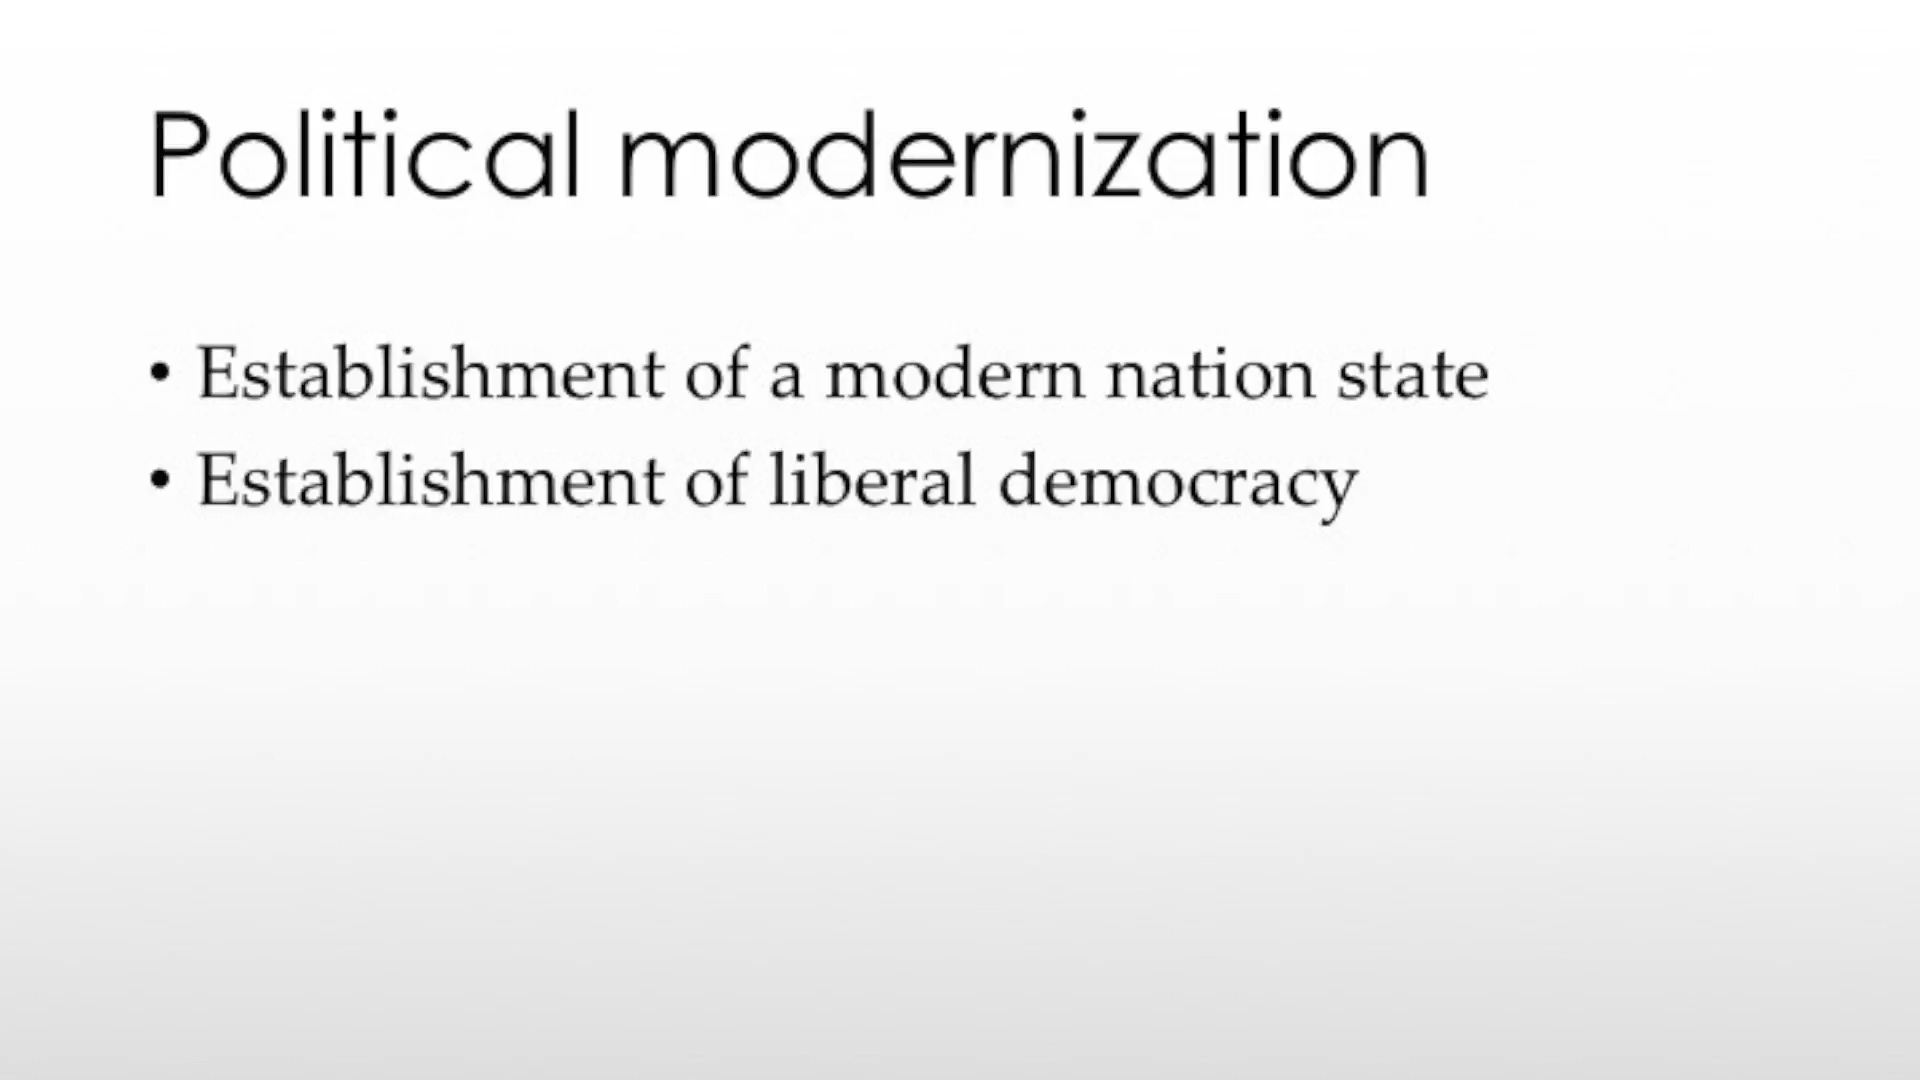 Political modernization
• Establishment of a modern nation state
• Establishment of liberal democracy